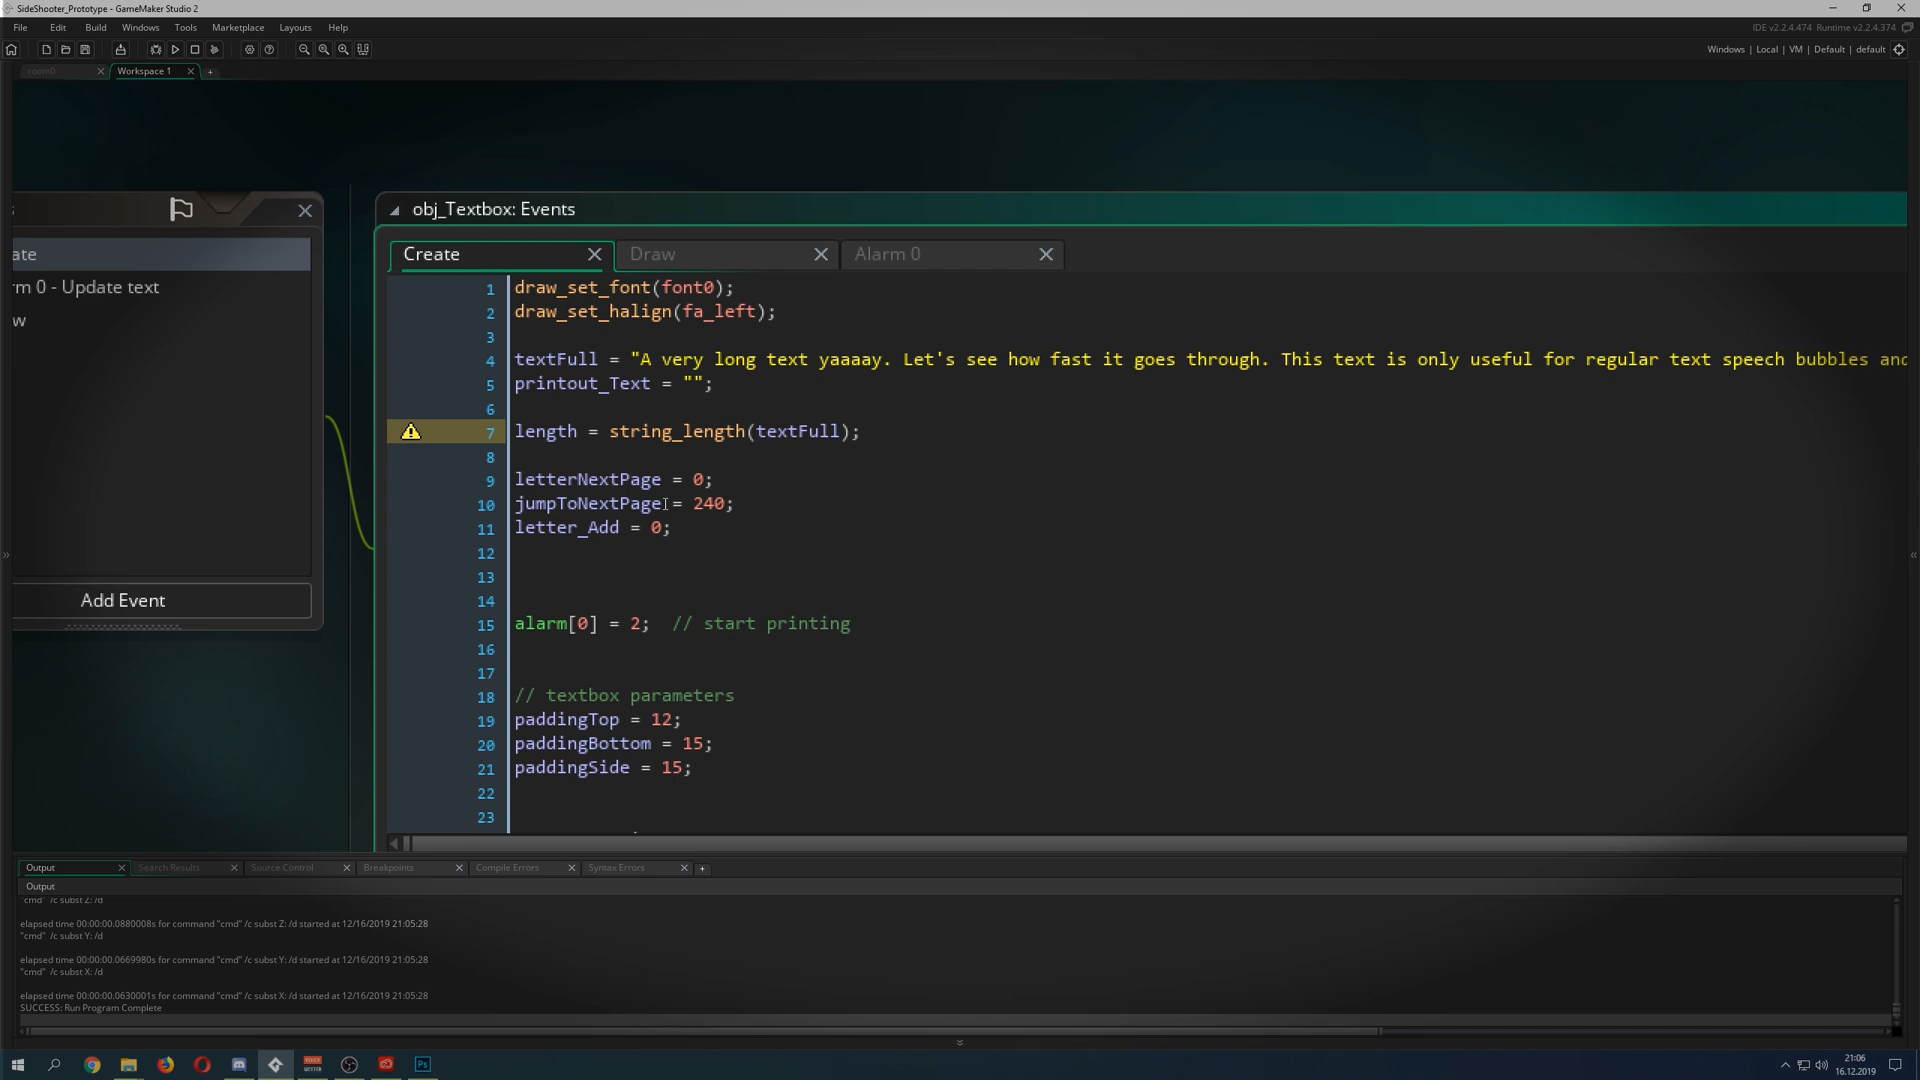 SideShooter_Prototype - GameMaker Studio 2
File Edit Build Windows Tools Marketplace Layouts Help
IDE v2.2.4.474 Runtime v2.2.4.374
Windows | Local | VM | Default | default
room0
Workspace 1
obj_Textbox: Events
ate
rm 0 - Update text
w
Add Event
Create
Draw
Alarm 0
1 draw_set_font(font0);
2 draw_set_halign(fa_left);
3
4 textFull = "A very long text yaaaay. Let's see how fast it goes through. This text is only useful for regular text speech bubbles and
5 printout_Text = "";
6
7 length = string_length(textFull);
8
9 letterNextPage = 0;
10 jumpToNextPage = 240;
11 letter_Add = 0;
12
13
14
15 alarm[0] = 2; // start printing
16
17
18 // textbox parameters
19 paddingTop = 12;
20 paddingBottom = 15;
21 paddingSide = 15;
22
23
Output Search Results Source Control Breakpoints Compile Errors Syntax Errors
Output
"cmd" /c subst Z: /d
elapsed time 00:00:00.0880008s for command "cmd" /c subst Z: /d started at 12/16/2019 21:05:28
"cmd" /c subst Y: /d
elapsed time 00:00:00.0669980s for command "cmd" /c subst Y: /d started at 12/16/2019 21:05:28
"cmd" /c subst X: /d
elapsed time 00:00:00.0630001s for command "cmd" /c subst X: /d started at 12/16/2019 21:05:28
SUCCESS: Run Program Complete
Ps
21:06
16.12.2019